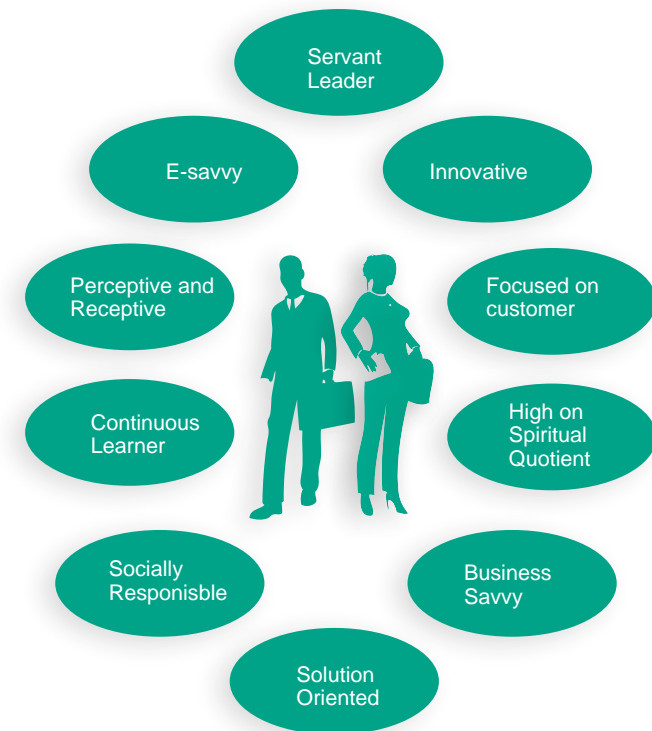 Servant
Leader
E-savvy
Innovative
Perceptive and
Receptive
Focused on
customer
Continuous
Learner
High on
Spiritual
Quotient
Socially
Responisble
Business
Savvy
Solution
Oriented